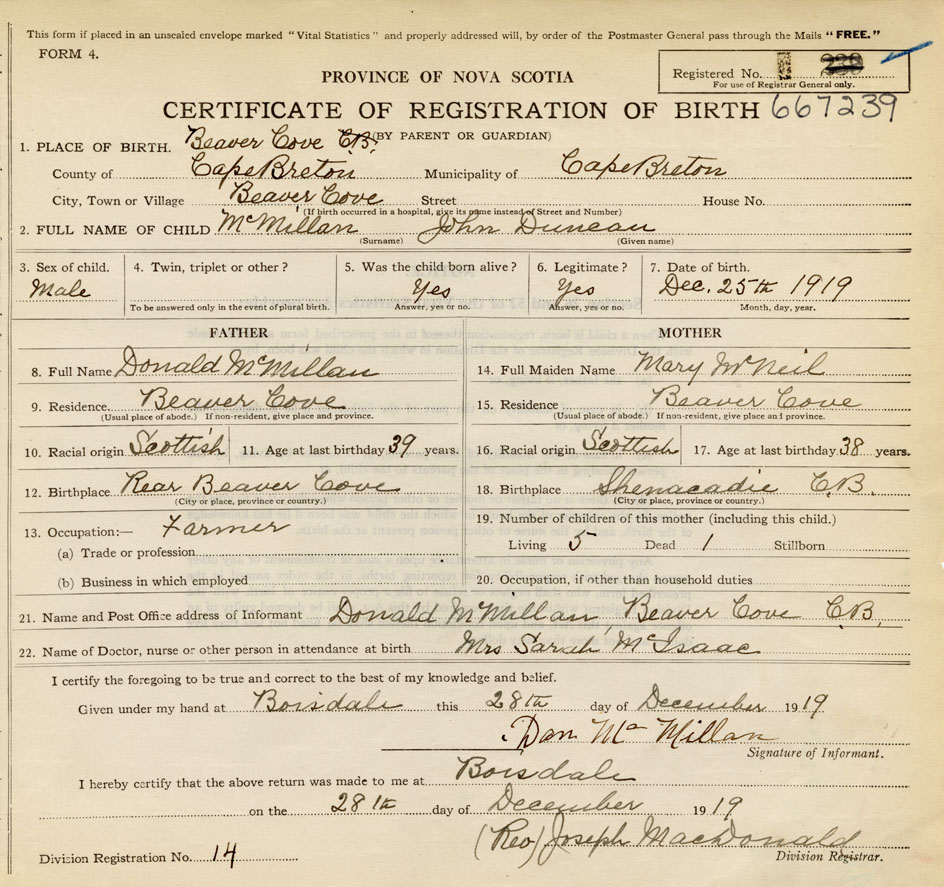 This form if placed in an unsealed envelope marked "Vital Statistics" and properly addressed will, by order of the Postmaster General pass through the Mails "FREE."
FORM 4.
Registered No.
For use of Registrar General only.
PROVINCE OF NOVA SCOTIA
CERTIFICATE OF REGISTRATION OF BIRTH 667239
(BY PARENT OR GUARDIAN)
1. PLACE OF BIRTH. Beaver Cove C.B.
County of Cape Breton Municipality of Cape Breton
City, Town or Village Beaver Cove Street House No.
(If birth occurred in a hospital, give its name instead of Street and Number)
2. FULL NAME OF CHILD McMillan John Duncan
(Surname) (Given name)
3. Sex of child. 4. Twin, triplet or other? 5. Was the child born alive? 6. Legitimate? 7. Date of birth.
Male Yes Yes Dec. 25th 1919
To be answered only in the event of plural birth. Answer, yes or no. Answer, yes or no. Month, day, year.
FATHER MOTHER
8. Full Name Donald McMillan 14. Full Maiden Name Mary McNeil
9. Residence. Beaver Cove 15. Residence Beaver Cove
(Usual place of abode.) If non-resident, give place and province. (Usual place of abode.) If non-resident, give place and province.
10. Racial origin Scottish 11. Age at last birthday 39 years. 16. Racial origin Scottish 17. Age at last birthday. 38 years.
12. Birthplace Rear Beaver Cove 18. Birthplace Shenacadie C.B.
(City or place, province or country.) (City or place, province or country.)
13. Occupation:— Farmer 19. Number of children of this mother (including this child.)
(a) Trade or profession Living 5 Dead 1 Stillborn
(b) Business in which employed 20. Occupation, if other than household duties
21. Name and Post Office address of Informant Donald McMillan Beaver Cove C.B.
22. Name of Doctor, nurse or other person in attendance at birth Mrs Sarah McIsaac
I certify the foregoing to be true and correct to the best of my knowledge and belief.
Given under my hand at Boisdale this 28th day of December 1919.
Dan McMillan
Signature of Informant.
I hereby certify that the above return was made to me at Boisdale
on the 28th day of December 1919
(Rev) Joseph MacDonald
Division Registration No. 14 Division Registrar.